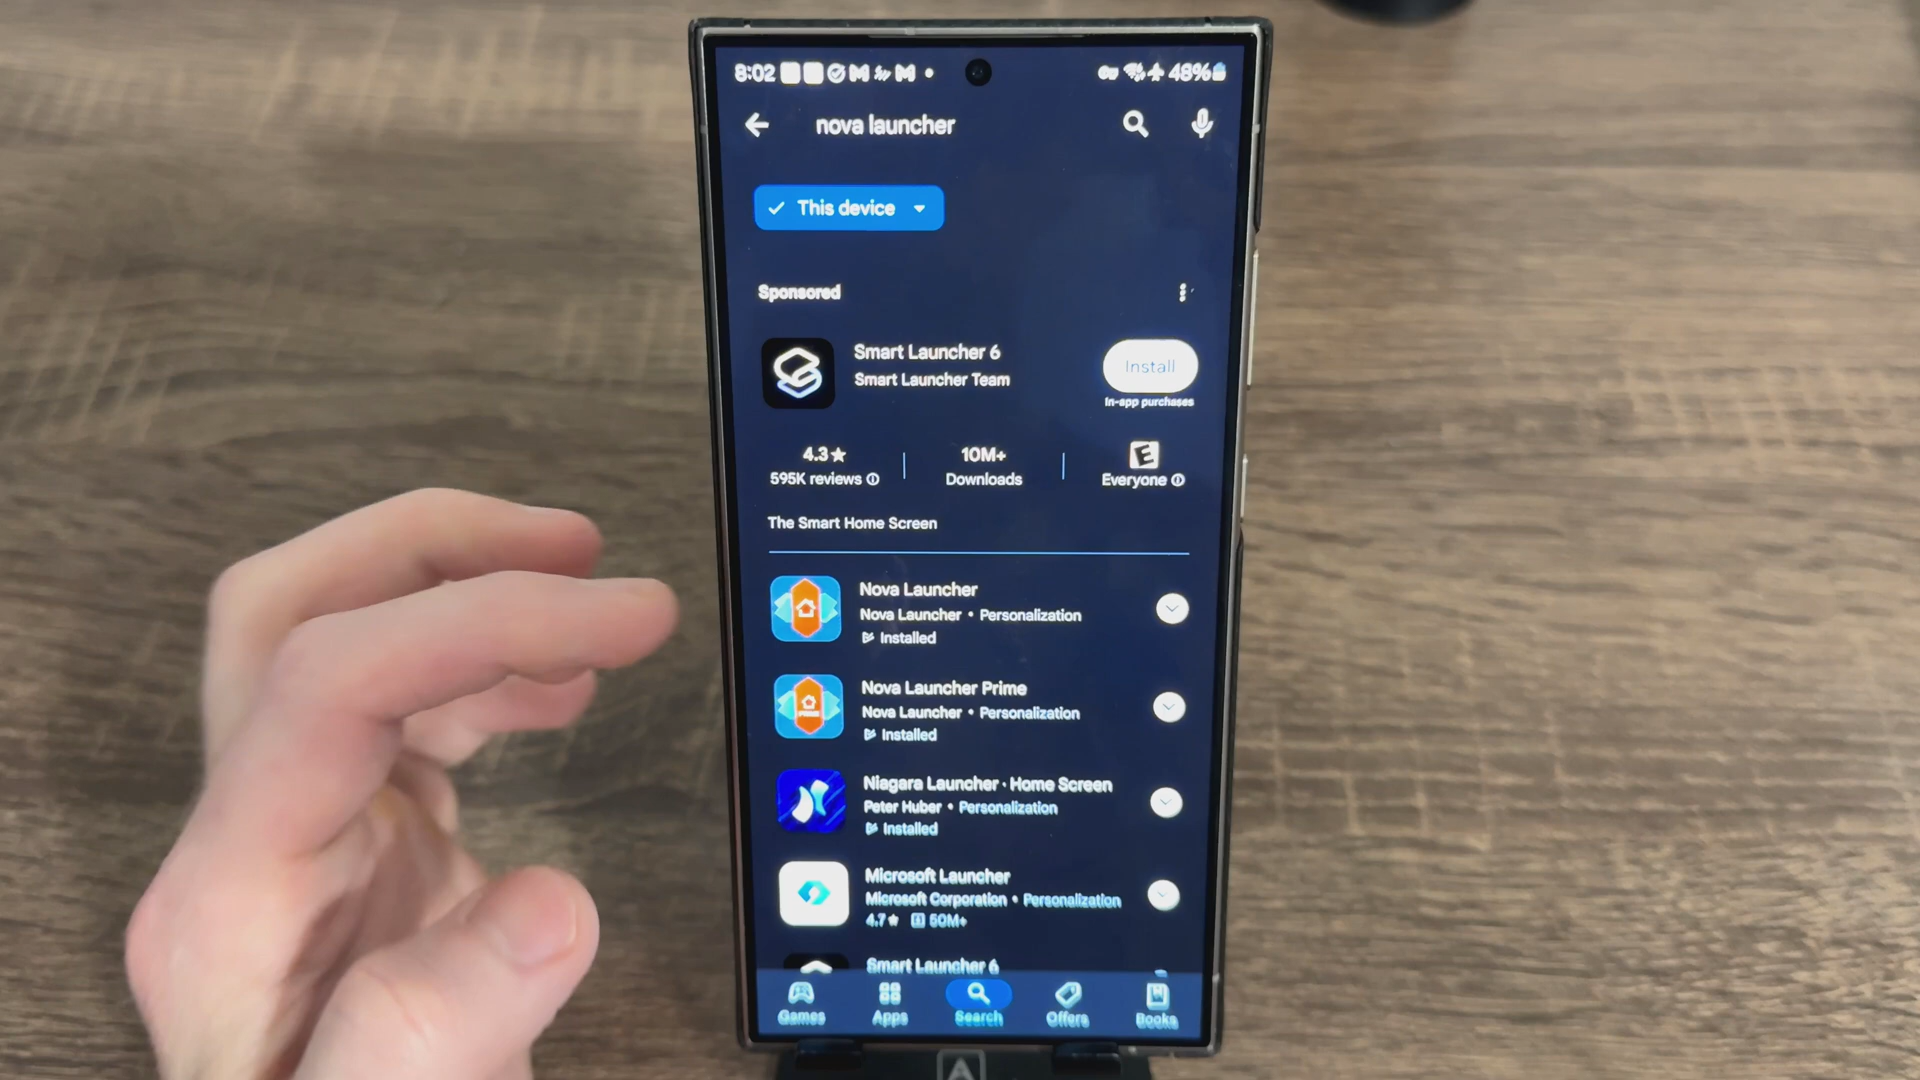 8:02
48%
nova launcher
This device
Sponsored
Smart Launcher 6
Smart Launcher Team
Install
In-app purchases
4.3★
595K reviews
10M+
Downloads
E
Everyone
The Smart Home Screen
Nova Launcher
Nova Launcher • Personalization
Installed
Nova Launcher Prime
Nova Launcher • Personalization
Installed
Niagara Launcher · Home Screen
Peter Huber • Personalization
Installed
Microsoft Launcher
Microsoft Corporation • Personalization
4.7★ 50M+
Smart Launcher 6
Games
Apps
Search
Offers
Books